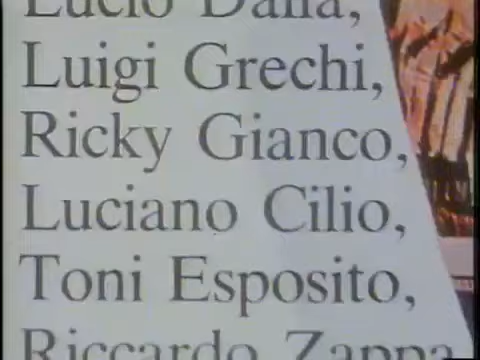 Lucio Dalla,
Luigi Grechi,
Ricky Gianco,
Luciano Cilio,
Toni Esposito,
Riccardo Zappa